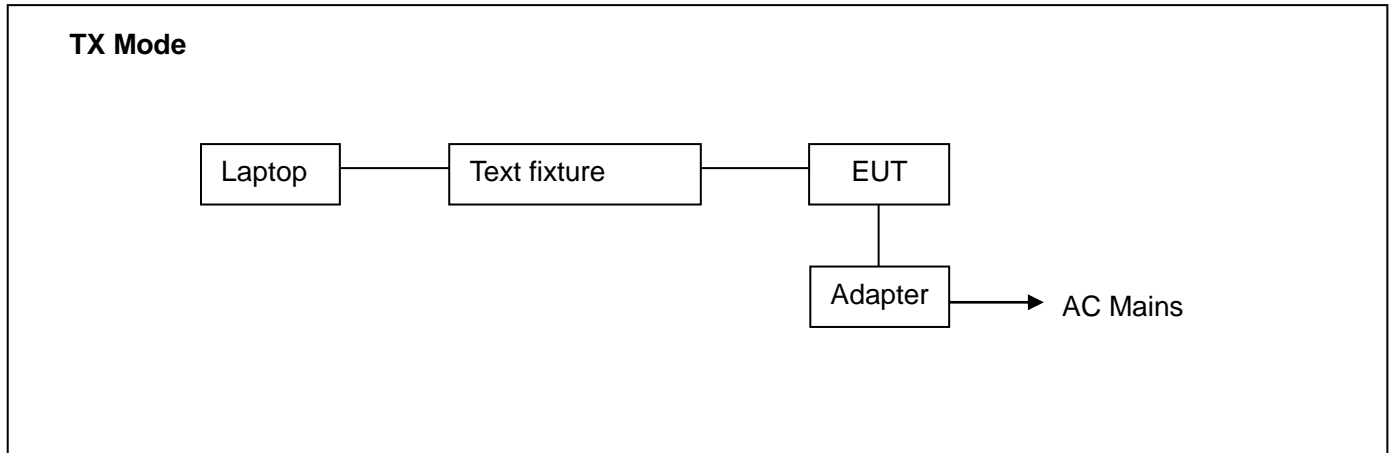 TX Mode
Laptop
Text fixture
EUT
Adapter
AC Mains